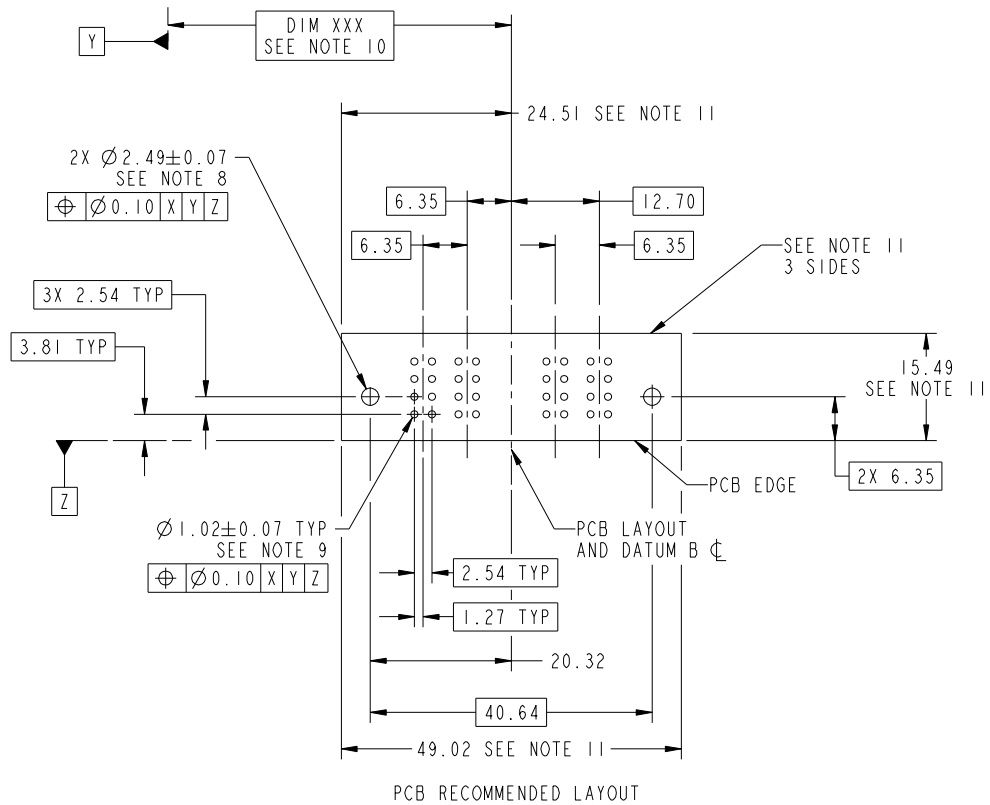 DIM XXX
SEE NOTE 10
Y
24.51 SEE NOTE 11
2X Ø2.49±0.07
SEE NOTE 8
⌖ Ø0.10 X Y Z
6.35
12.70
6.35
6.35
SEE NOTE 11
3 SIDES
3X 2.54 TYP
3.81 TYP
15.49
SEE NOTE 11
Z
2X 6.35
PCB EDGE
Ø1.02±0.07 TYP
SEE NOTE 9
⌖ Ø0.10 X Y Z
PCB LAYOUT
AND DATUM B ℄
2.54 TYP
1.27 TYP
20.32
40.64
49.02 SEE NOTE 11
PCB RECOMMENDED LAYOUT